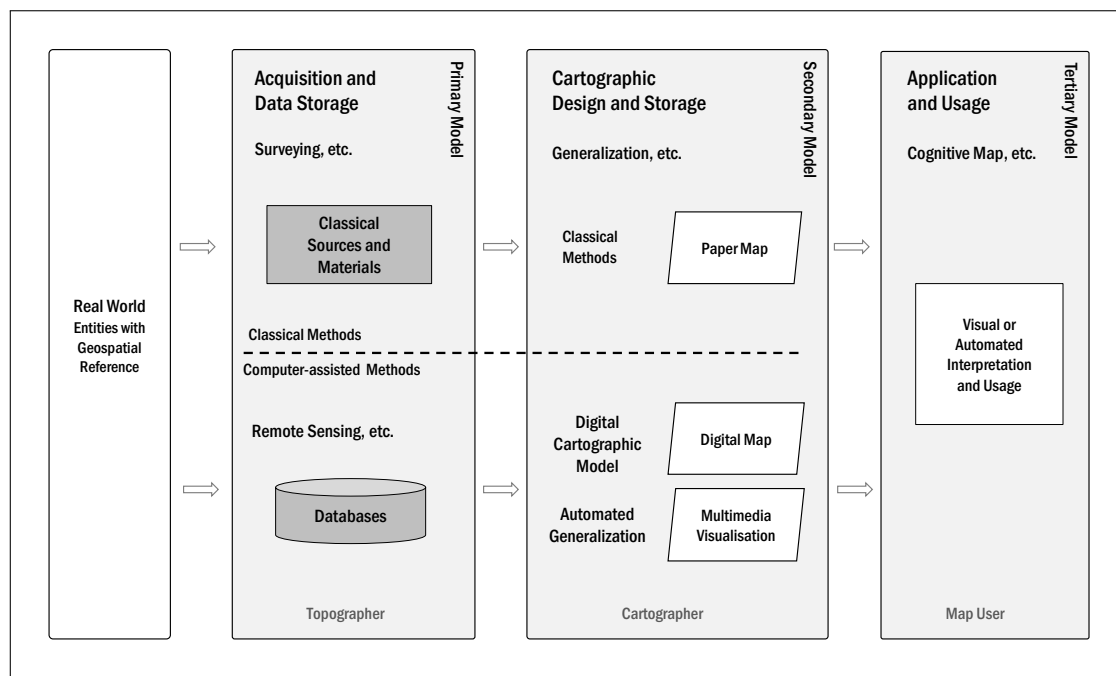 Real World
Entities with
Geospatial
Reference
Acquisition and
Data Storage
Primary Model
Surveying, etc.
Classical
Sources and
Materials
Classical Methods
Computer-assisted Methods
Remote Sensing, etc.
Databases
Topographer
Cartographic
Design and Storage
Secondary Model
Generalization, etc.
Classical
Methods
Paper Map
Digital
Cartographic
Model
Digital Map
Automated
Generalization
Multimedia
Visualisation
Cartographer
Application
and Usage
Tertiary Model
Cognitive Map, etc.
Visual or
Automated
Interpretation
and Usage
Map User